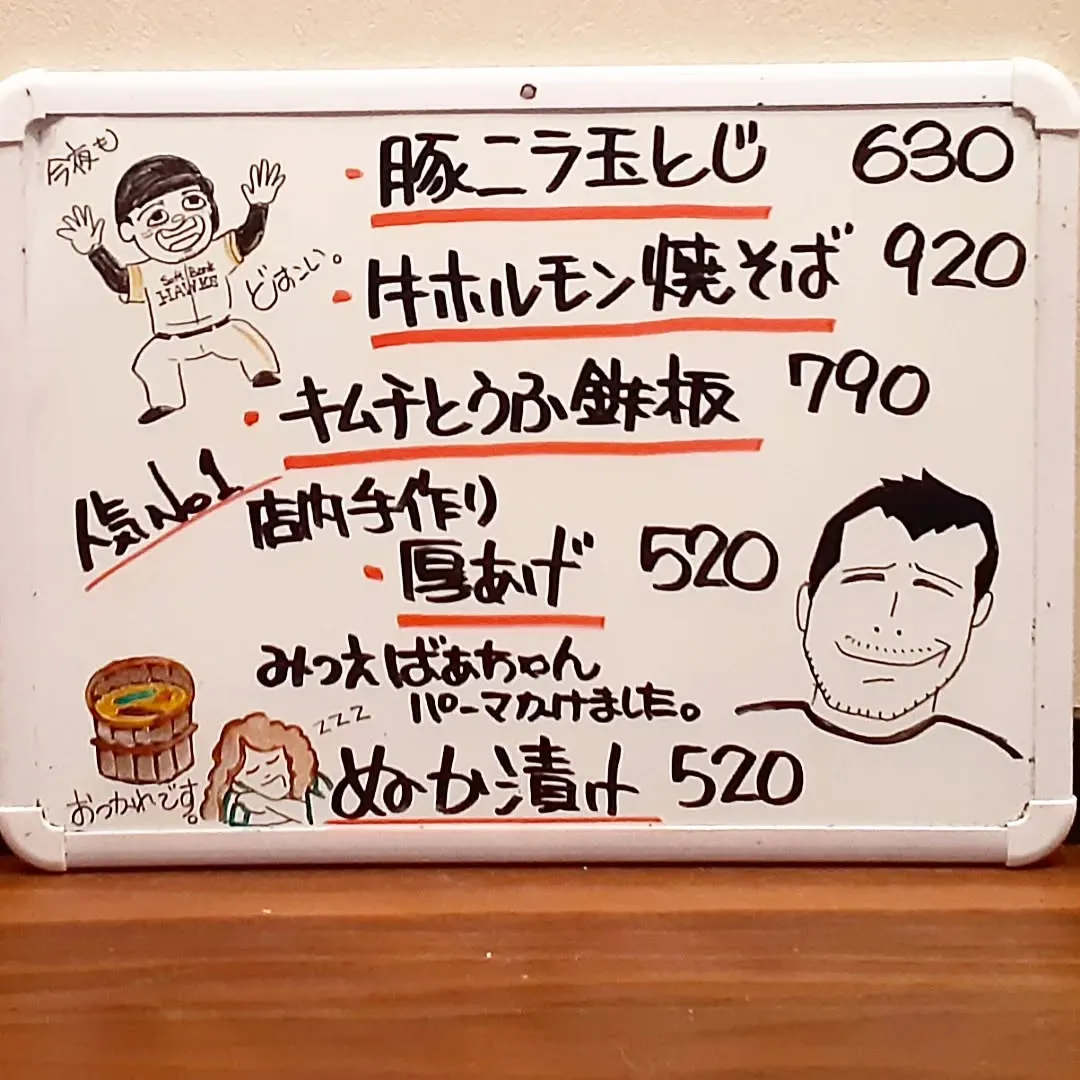 今夜も
・豚ニラ玉とじ 630
Soft Bank
HAWKS
どすこい。
・牛ホルモン焼そば 920
・キムチとうふ鉄板 790
人気No1
店内手作り
・厚あげ 520
みつえばあちゃん
パーマかけました。
zzz
ぬか漬け 520
おつかれです。